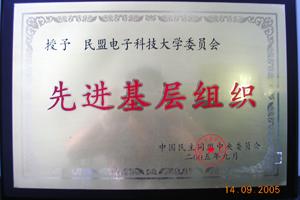 授予 民盟电子科技大学委员会
先进基层组织
中国民主同盟中央委员会
二00五年九月
14.09.2005